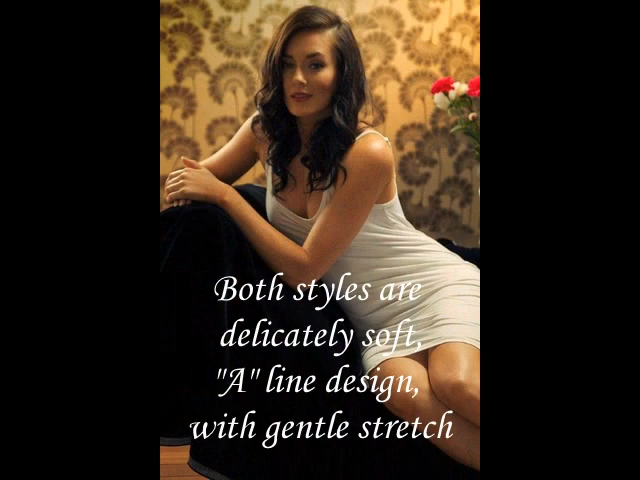 Both styles are
delicately soft,
"A" line design,
with gentle stretch